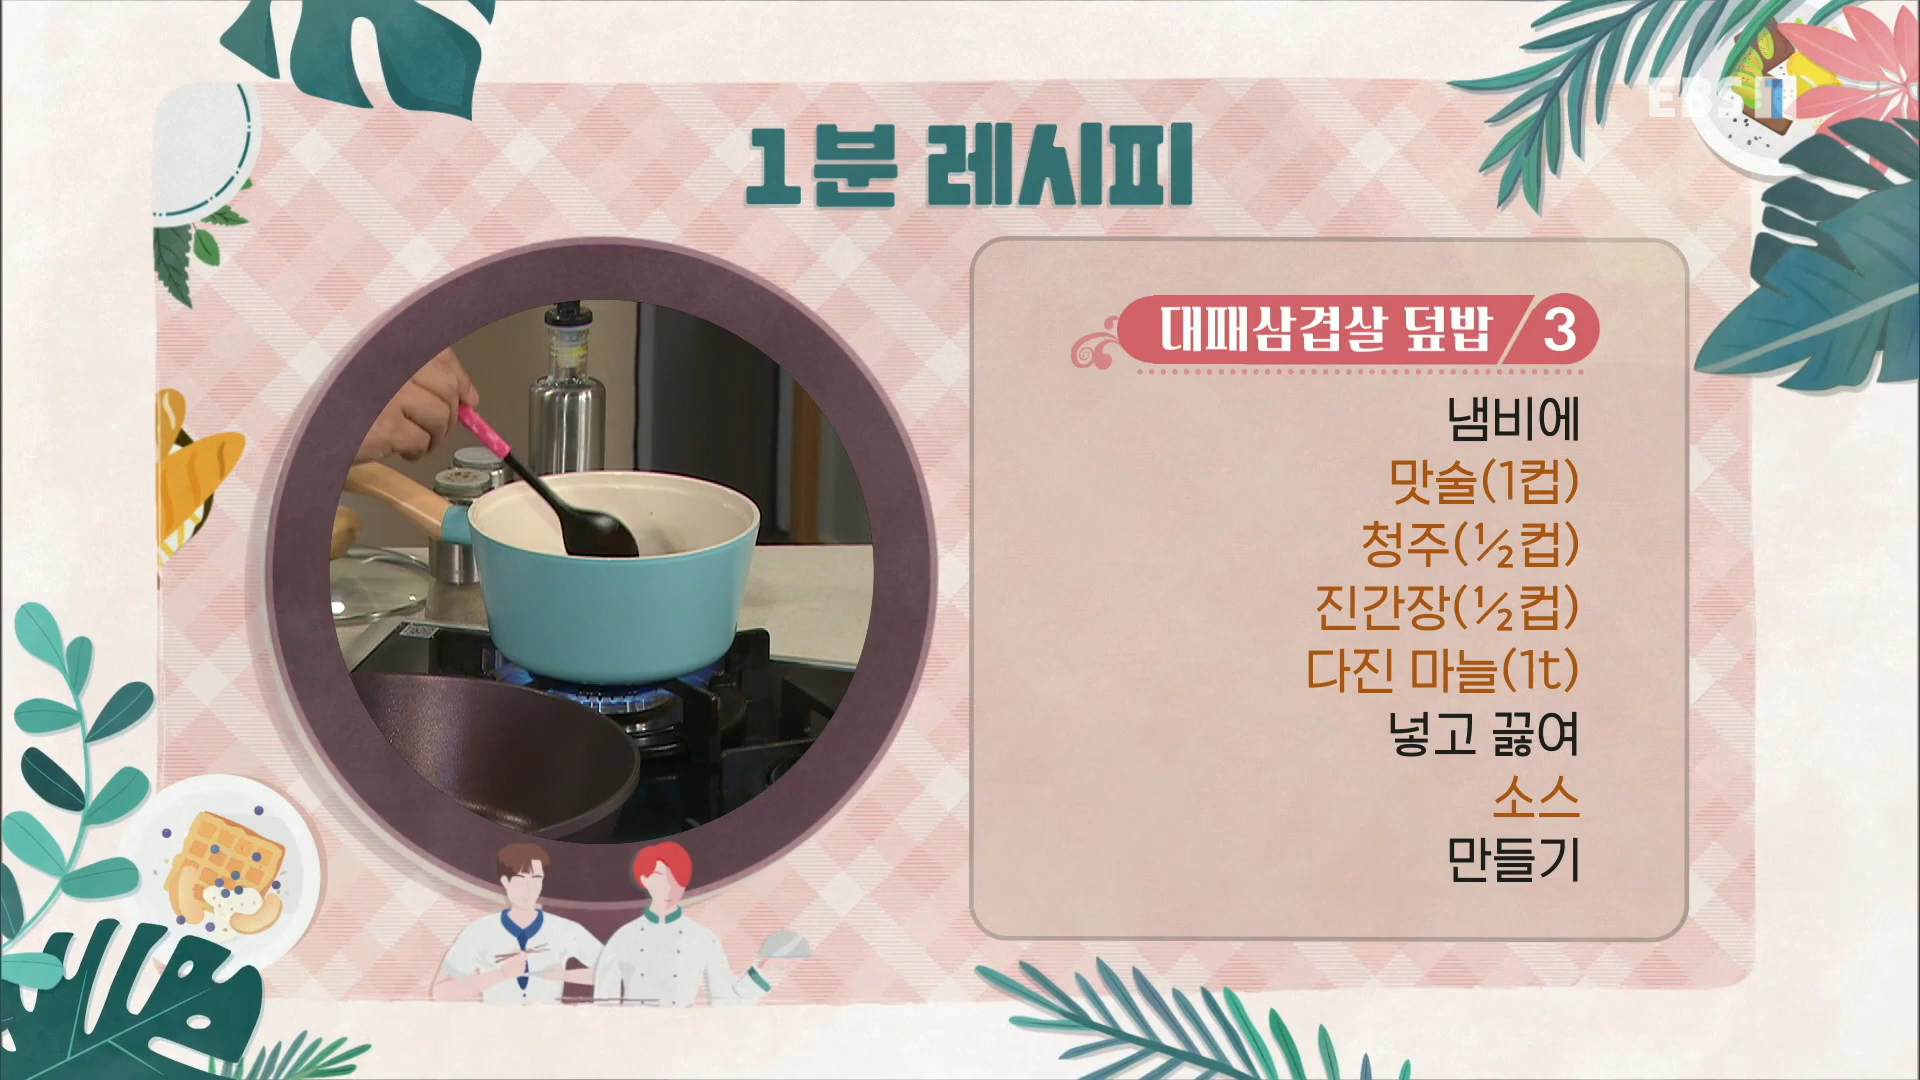 EBS 1
1분 레시피
대패삼겹살 덮밥/3
냄비에
맛술(1컵)
청주(½컵)
진간장(½컵)
다진 마늘(1t)
넣고 끓여
소스
만들기